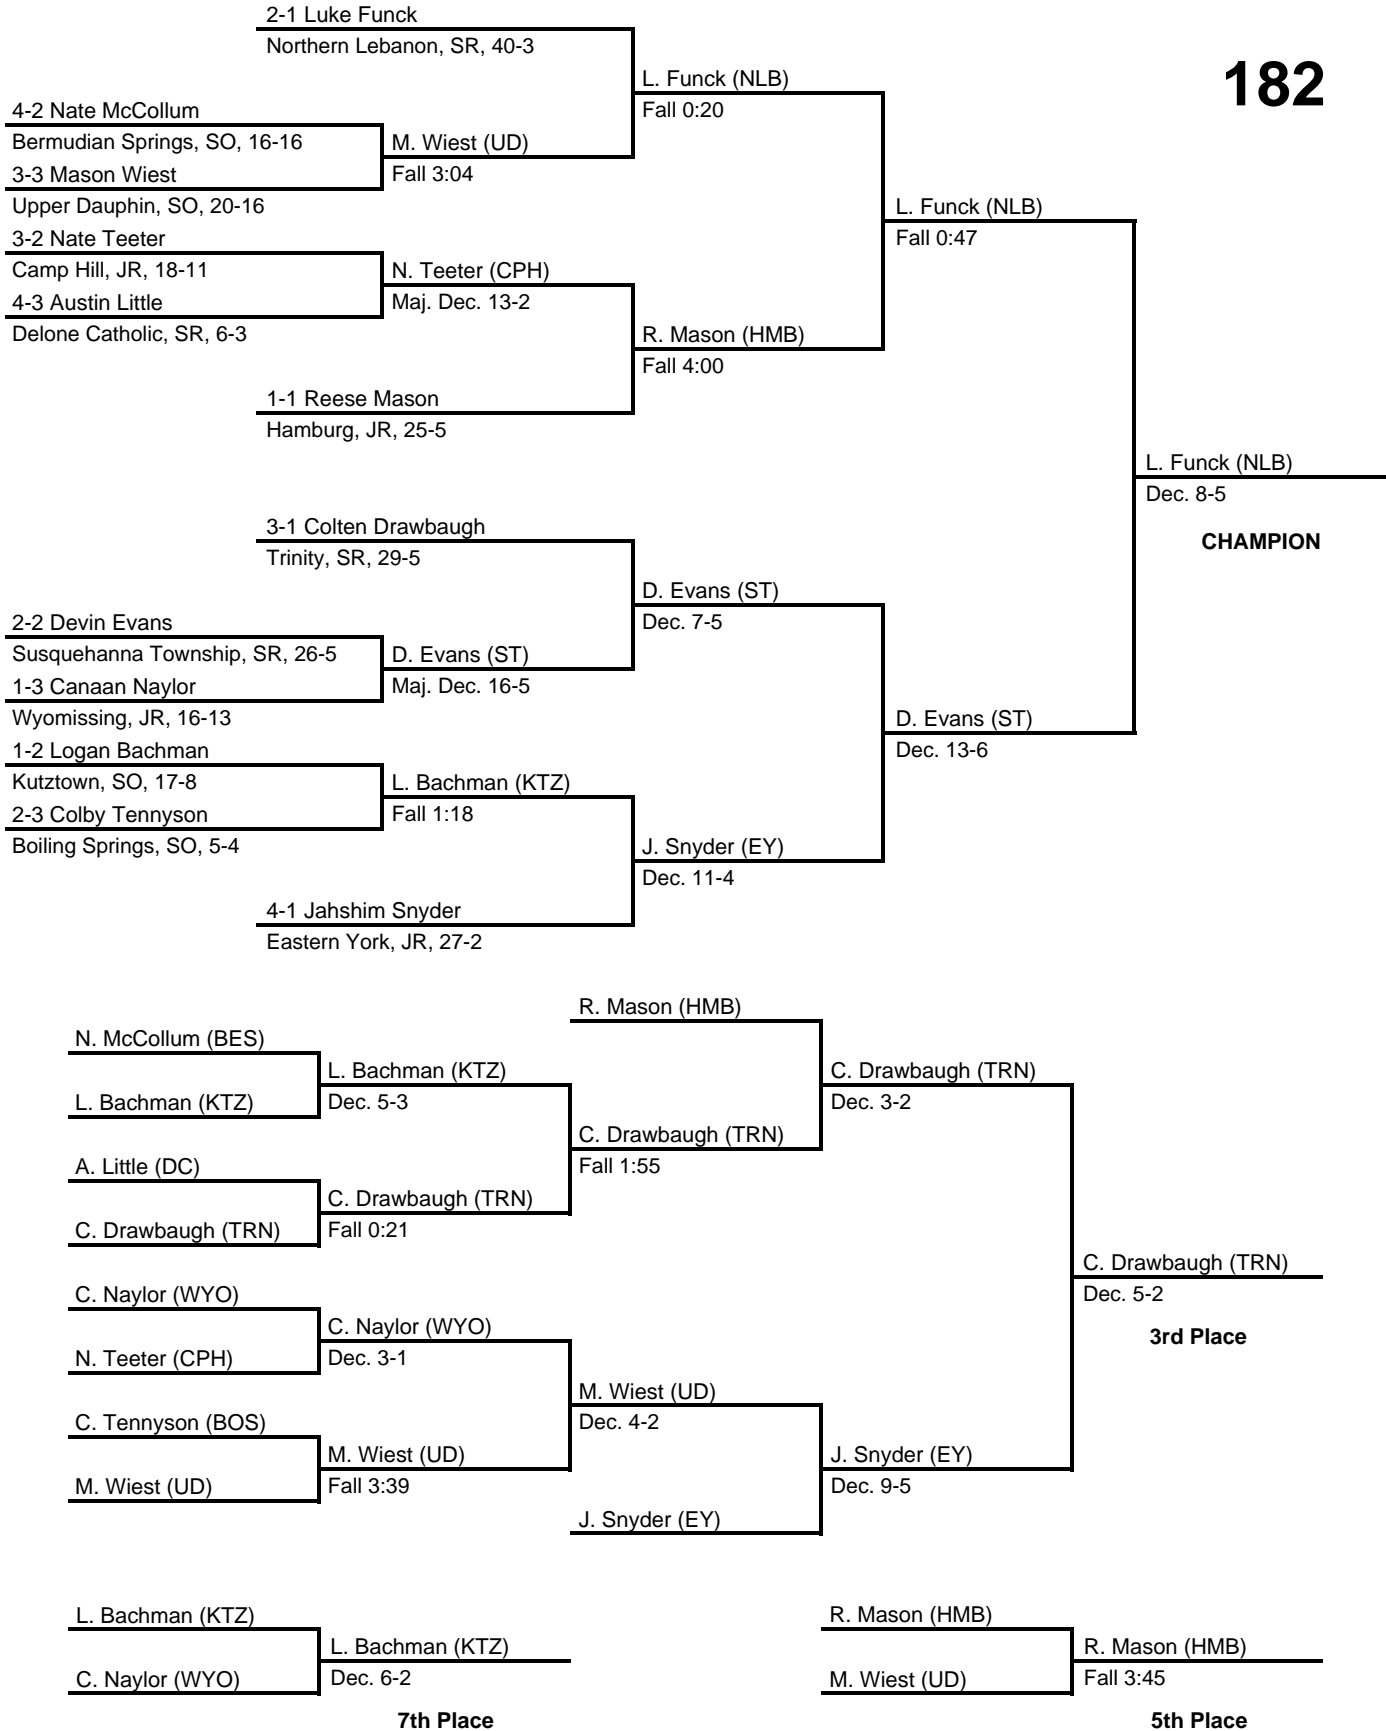 2-1 Luke Funck
Northern Lebanon, SR, 40-3
182
L. Funck (NLB)
Fall 0:20
4-2 Nate McCollum
Bermudian Springs, SO, 16-16
M. Wiest (UD)
3-3 Mason Wiest
Fall 3:04
Upper Dauphin, SO, 20-16
L. Funck (NLB)
Fall 0:47
3-2 Nate Teeter
Camp Hill, JR, 18-11
N. Teeter (CPH)
4-3 Austin Little
Maj. Dec. 13-2
Delone Catholic, SR, 6-3
R. Mason (HMB)
Fall 4:00
1-1 Reese Mason
Hamburg, JR, 25-5
L. Funck (NLB)
Dec. 8-5
CHAMPION
3-1 Colten Drawbaugh
Trinity, SR, 29-5
D. Evans (ST)
Dec. 7-5
2-2 Devin Evans
Susquehanna Township, SR, 26-5
D. Evans (ST)
1-3 Canaan Naylor
Maj. Dec. 16-5
Wyomissing, JR, 16-13
D. Evans (ST)
Dec. 13-6
1-2 Logan Bachman
Kutztown, SO, 17-8
L. Bachman (KTZ)
2-3 Colby Tennyson
Fall 1:18
Boiling Springs, SO, 5-4
J. Snyder (EY)
Dec. 11-4
4-1 Jahshim Snyder
Eastern York, JR, 27-2
R. Mason (HMB)
N. McCollum (BES)
L. Bachman (KTZ)
C. Drawbaugh (TRN)
L. Bachman (KTZ)
Dec. 5-3
Dec. 3-2
C. Drawbaugh (TRN)
Fall 1:55
A. Little (DC)
C. Drawbaugh (TRN)
C. Drawbaugh (TRN)
Fall 0:21
C. Drawbaugh (TRN)
Dec. 5-2
3rd Place
C. Naylor (WYO)
C. Naylor (WYO)
N. Teeter (CPH)
Dec. 3-1
M. Wiest (UD)
Dec. 4-2
C. Tennyson (BOS)
M. Wiest (UD)
J. Snyder (EY)
M. Wiest (UD)
Fall 3:39
Dec. 9-5
J. Snyder (EY)
L. Bachman (KTZ)
L. Bachman (KTZ)
C. Naylor (WYO)
Dec. 6-2
7th Place
R. Mason (HMB)
R. Mason (HMB)
M. Wiest (UD)
Fall 3:45
5th Place